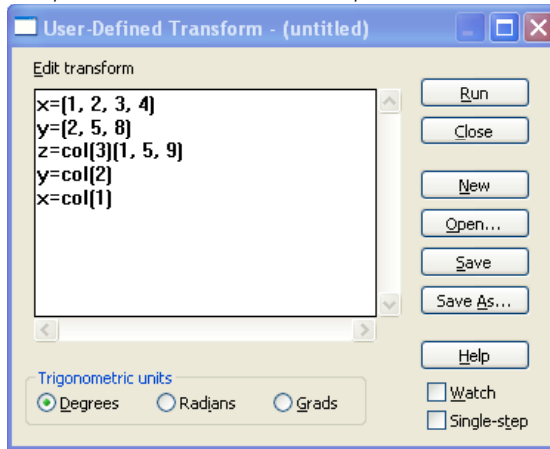 User-Defined Transform - (untitled)
Edit transform
x=(1, 2, 3, 4)
y=(2, 5, 8)
z=col(3)(1, 5, 9)
y=col(2)
x=col(1)
Run
Close
New
Open...
Save
Save As...
Help
Trigonometric units
Degrees
Radians
Grads
Watch
Single-step